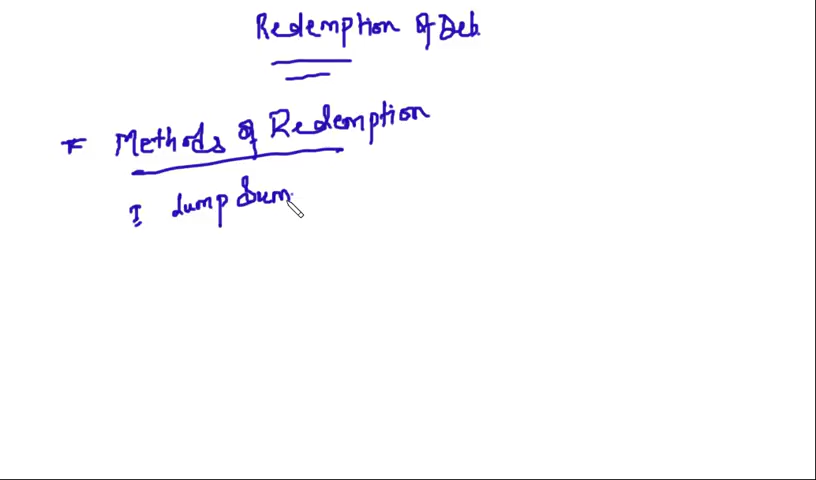 Redemption of Deb.
* Methods of Redemption
I Lump Sum